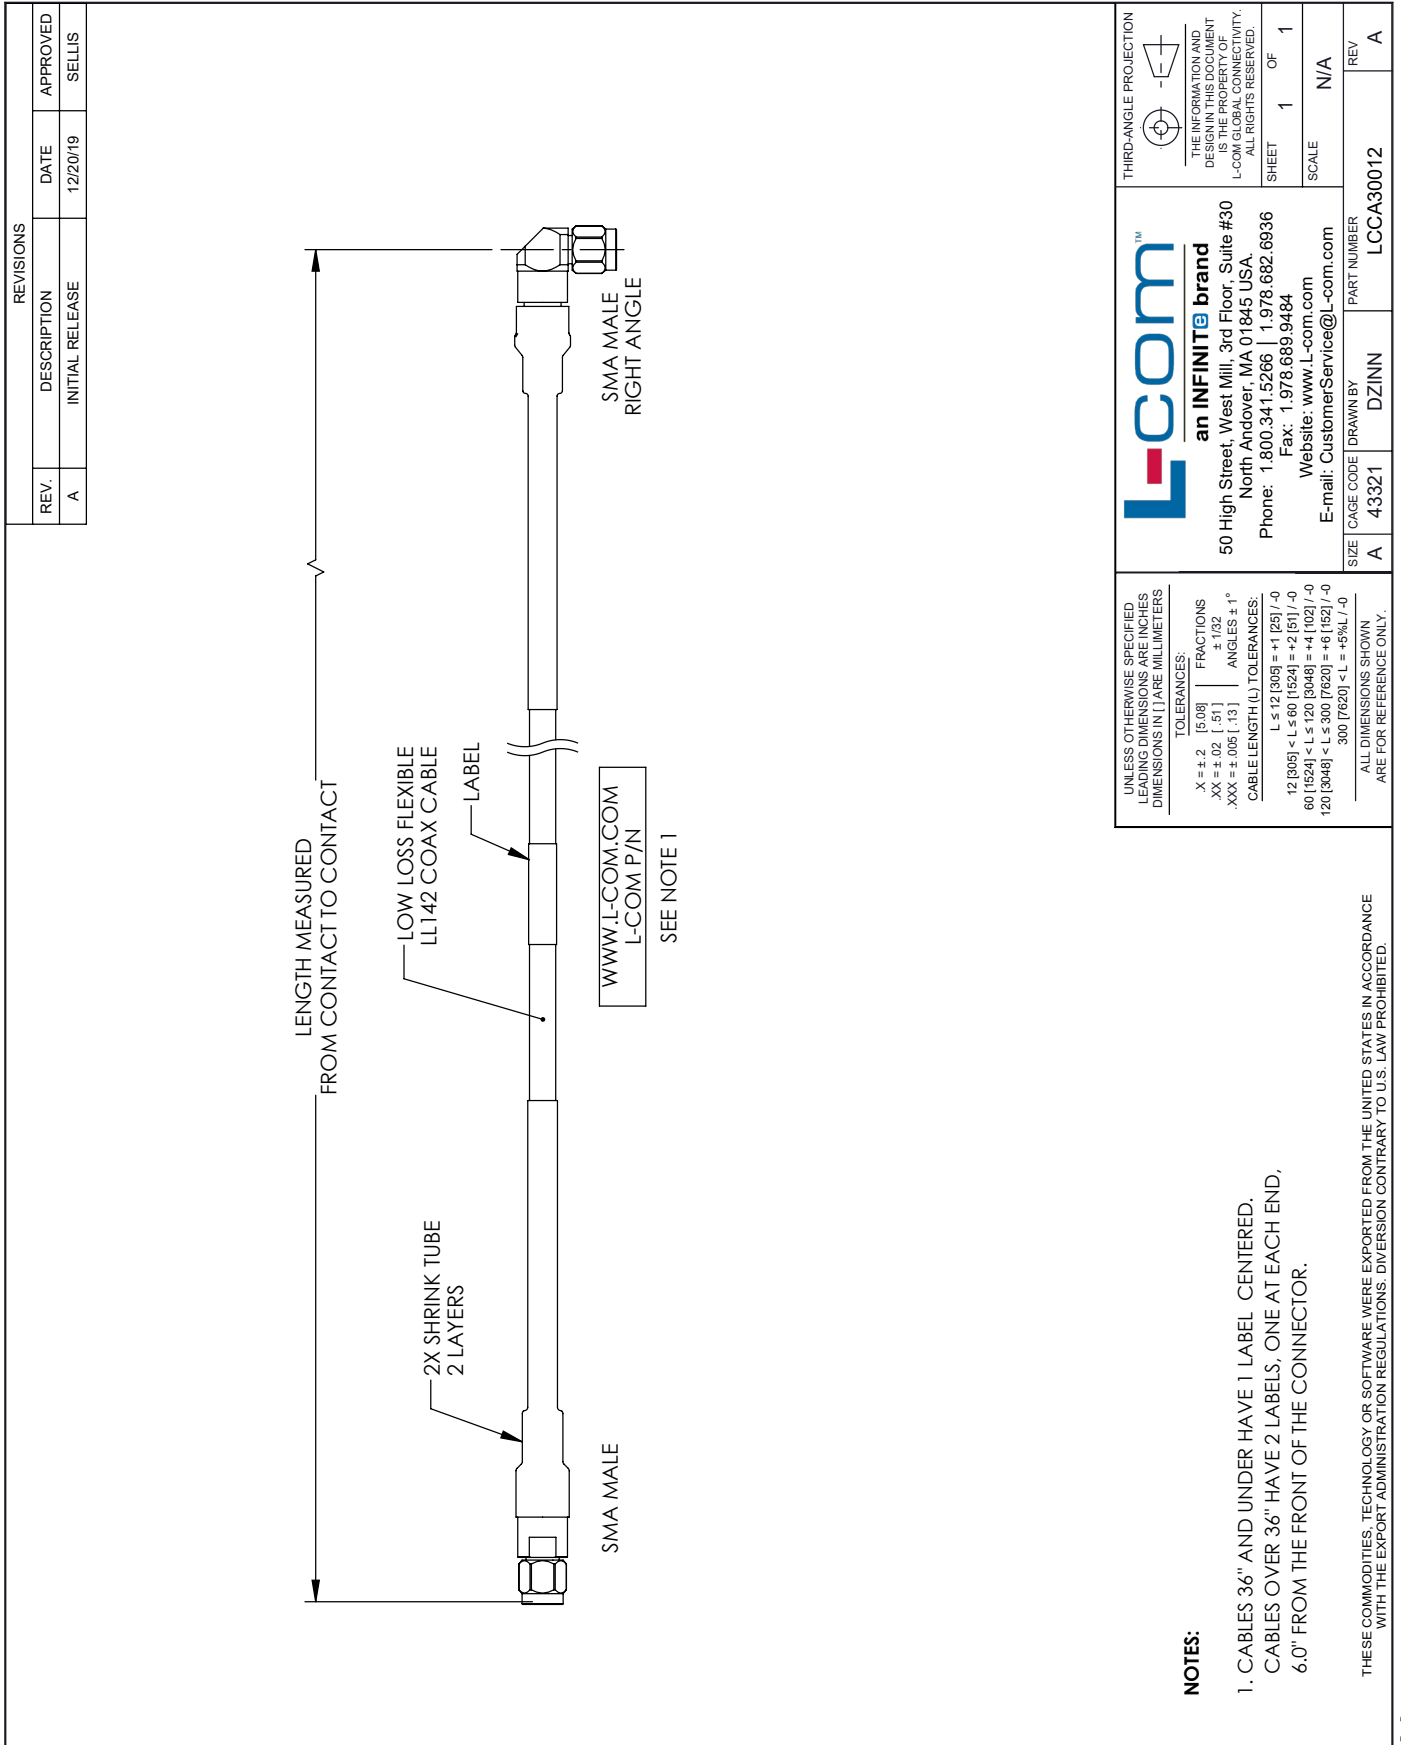 REVISIONS
REV. DESCRIPTION DATE APPROVED
A INITIAL RELEASE 12/20/19 SELLIS
LENGTH MEASURED
FROM CONTACT TO CONTACT
LOW LOSS FLEXIBLE
LL142 COAX CABLE
2X SHRINK TUBE
2 LAYERS
LABEL
SMA MALE
WWW.L-COM.COM
L-COM P/N
SEE NOTE 1
SMA MALE
RIGHT ANGLE
NOTES:
1. CABLES 36" AND UNDER HAVE 1 LABEL CENTERED.
CABLES OVER 36" HAVE 2 LABELS, ONE AT EACH END,
6.0" FROM THE FRONT OF THE CONNECTOR.
THESE COMMODITIES, TECHNOLOGY OR SOFTWARE WERE EXPORTED FROM THE UNITED STATES IN ACCORDANCE
WITH THE EXPORT ADMINISTRATION REGULATIONS. DIVERSION CONTRARY TO U.S. LAW PROHIBITED.
UNLESS OTHERWISE SPECIFIED
LEADING DIMENSIONS ARE INCHES
DIMENSIONS IN [ ] ARE MILLIMETERS
TOLERANCES:
.X = ±.2 [5.08] FRACTIONS
.XX = ±.02 [.51] ± 1/32
.XXX = ±.005 [.13] ANGLES ± 1°
CABLE LENGTH (L) TOLERANCES:
L ≤ 12 [305] = +1 [25] / -0
12 [305] < L ≤ 60 [1524] = +2 [51] / -0
60 [1524] < L ≤ 120 [3048] = +4 [102] / -0
120 [3048] < L ≤ 300 [7620] = +6 [152] / -0
300 [7620] < L = +5%L / -0
ALL DIMENSIONS SHOWN
ARE FOR REFERENCE ONLY.
L-com™
an INFINITe brand
50 High Street, West Mill, 3rd Floor, Suite #30
North Andover, MA 01845 USA.
Phone: 1.800.341.5266 | 1.978.682.6936
Fax: 1.978.689.9484
Website: www.L-com.com
E-mail: CustomerService@L-com.com
THIRD-ANGLE PROJECTION
THE INFORMATION AND
DESIGN IN THIS DOCUMENT
IS THE PROPERTY OF
L-COM GLOBAL CONNECTIVITY.
ALL RIGHTS RESERVED.
SHEET 1 OF 1
SCALE N/A
SIZE A
CAGE CODE 43321
DRAWN BY DZINN
PART NUMBER LCCA30012
REV A